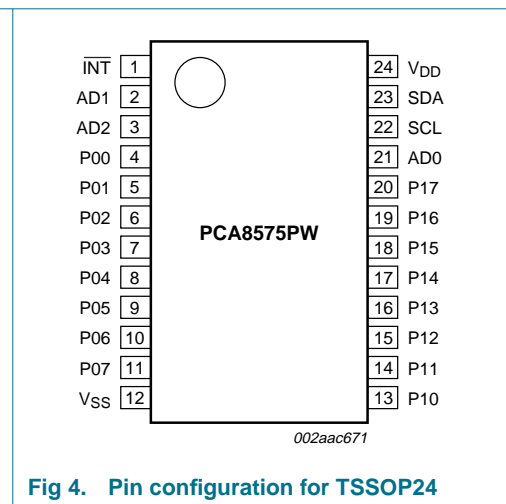 INT 1
AD1 2
AD2 3
P00 4
P01 5
P02 6
P03 7
P04 8
P05 9
P06 10
P07 11
VSS 12
PCA8575PW
24 VDD
23 SDA
22 SCL
21 AD0
20 P17
19 P16
18 P15
17 P14
16 P13
15 P12
14 P11
13 P10
002aac671
Fig 4. Pin configuration for TSSOP24